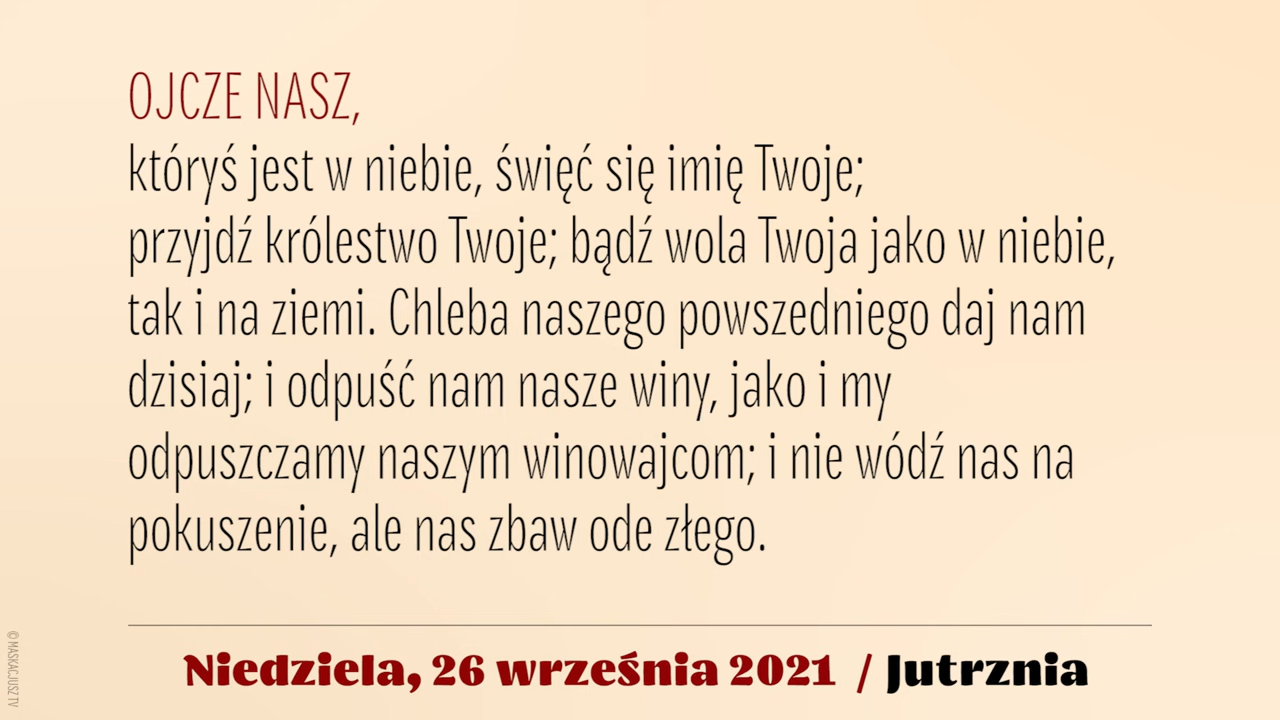 OJCZE NASZ,
któryś jest w niebie, święć się imię Twoje;
przyjdź królestwo Twoje; bądź wola Twoja jako w niebie,
tak i na ziemi. Chleba naszego powszedniego daj nam
dzisiaj; i odpuść nam nasze winy, jako i my
odpuszczamy naszym winowajcom; i nie wódź nas na
pokuszenie, ale nas zbaw ode złego.
Niedziela, 26 września 2021 / Jutrznia
© MASKACJUSZ TV